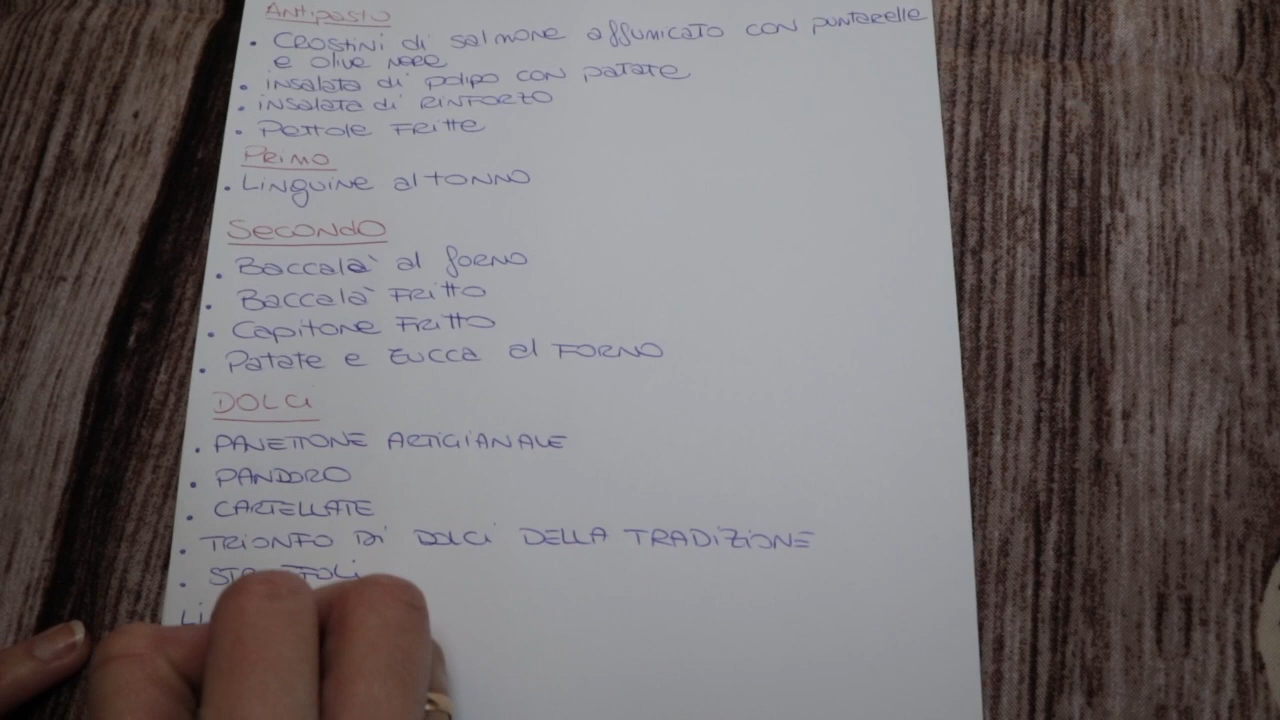 Antipasto
• CROSTINI di salmone affumicato con puntarelle
e olive nere
• insalata di polipo con patate
• insalata di RINFORZO
• Pettole FRitte
PRIMO
• LINGUINE al TONNO
SECONDO
• Baccalà al forno
• Baccalà FRITTO
• Capitone FRITTO
• Patate e zucca al FORNO
DOLCI
• PANETTONE ARTIGIANALE
• PANDORO
• CARTELLATE
• TRIONFO Di DOLCi DELLA TRADIZIONE